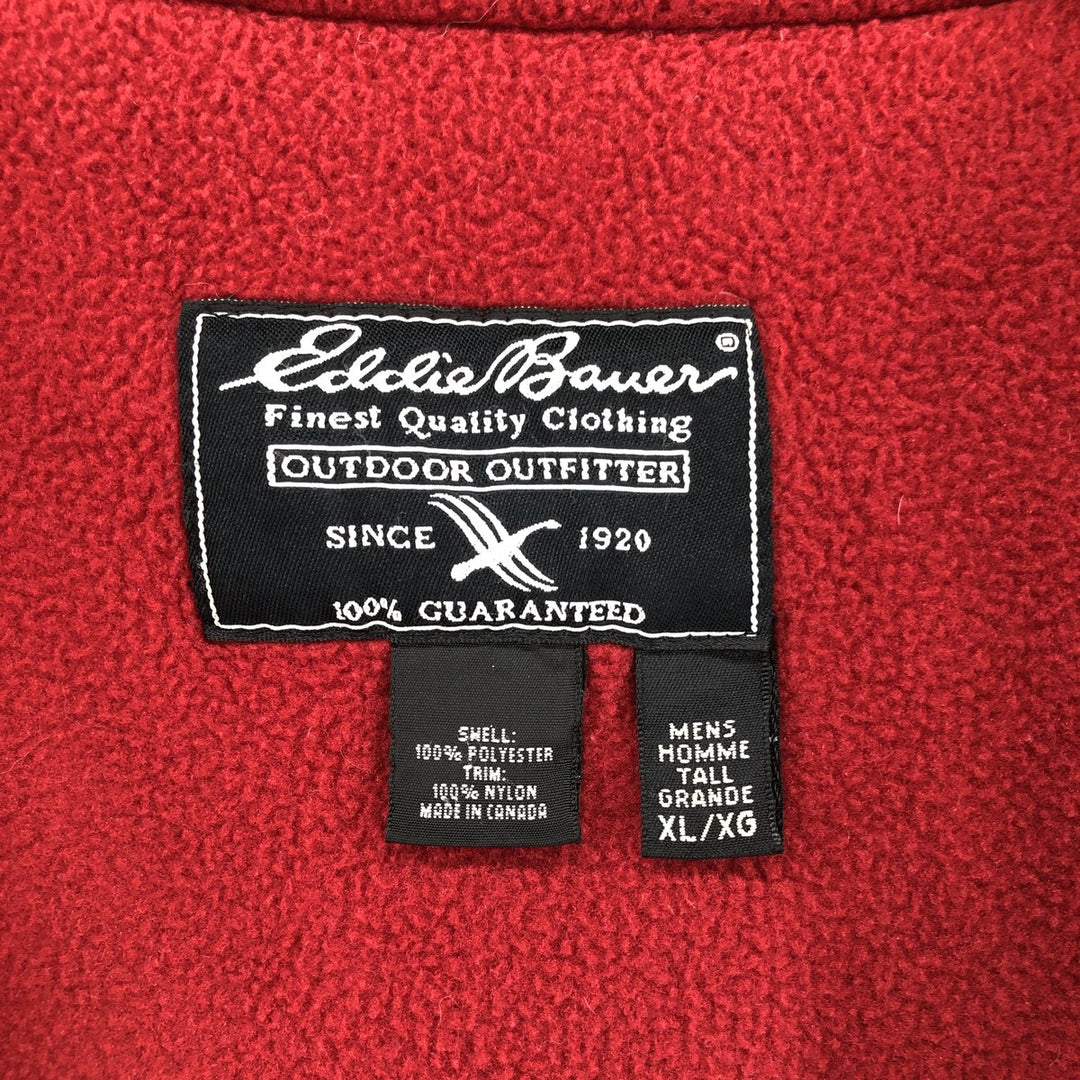 Eddie Bauer®
Finest Quality Clothing
OUTDOOR OUTFITTER
SINCE 1920
100% GUARANTEED
SHELL:
100% POLYESTER
TRIM:
100% NYLON
MADE IN CANADA
MENS
HOMME
TALL
GRANDE
XL/XG